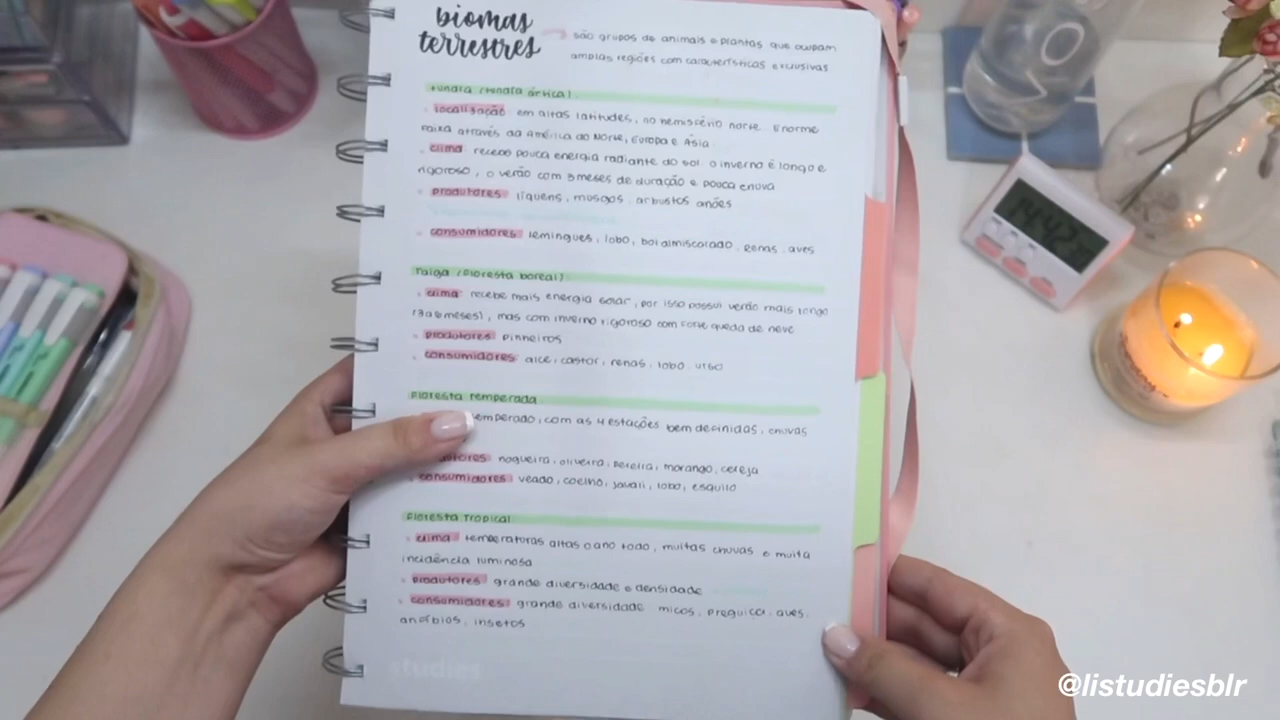 biomas
terrestres
são grupos de animais e plantas que ocupam
amplas regiões com características exclusivas
tundra (tundra ártica)
localização em altas latitudes, no hemisfério norte. Enorme
faixa através da América do Norte, Europa e Ásia
clima recebe pouca energia radiante do sol. o inverno é longo e
rigoroso, o verão com 3 meses de duração e pouca chuva
produtores líquens, musgos, arbustos anões
consumidores lemingues, lobo, boi almiscarado, renas, aves
Taiga (Floresta boreal)
clima recebe mais energia solar, por isso possui verão mais longo
(3 a 6 meses), mas com inverno rigoroso com forte queda de neve
produtores pinheiros
consumidores alce, castor, renas, lobo, urso
Floresta Temperada
temperado, com as 4 estações bem definidas, chuvas
utores nogueira, oliveira, pereira, morango, cereja
consumidores veado, coelho, javali, lobo, esquilo
Floresta Tropical
clima temperaturas altas o ano todo, muitas chuvas e muita
incidência luminosa
produtores grande diversidade e densidade
consumidores grande diversidade. micos, preguiça, aves,
anfíbios, insetos
studies
@listudiesblr